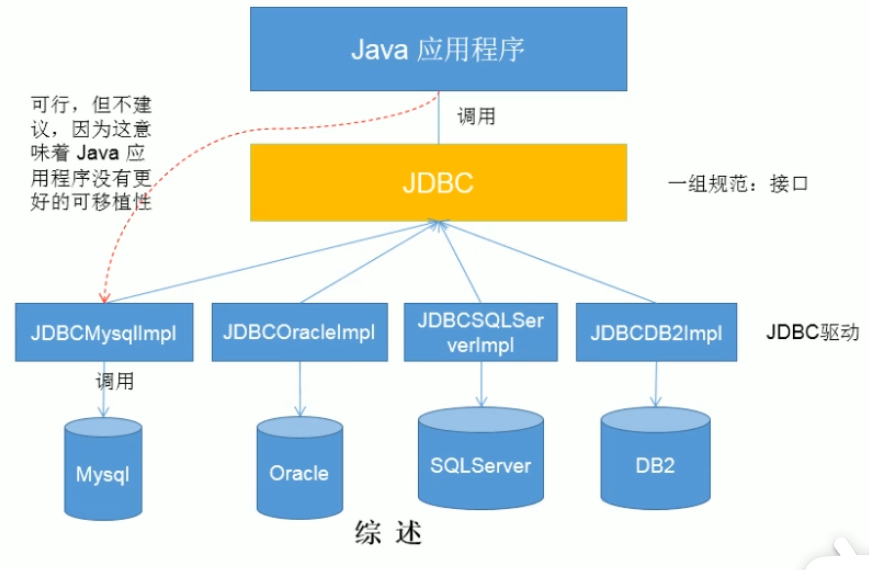 Java 应用程序
可行，但不建
议，因为这意
味着 Java 应
用程序没有更
好的可移植性
调用
JDBC
一组规范：接口
JDBCMysqlImpl
JDBCOracleImpl
JDBCSQLSer
verImpl
JDBCDB2Impl
JDBC驱动
调用
Mysql
Oracle
SQLServer
DB2
综 述